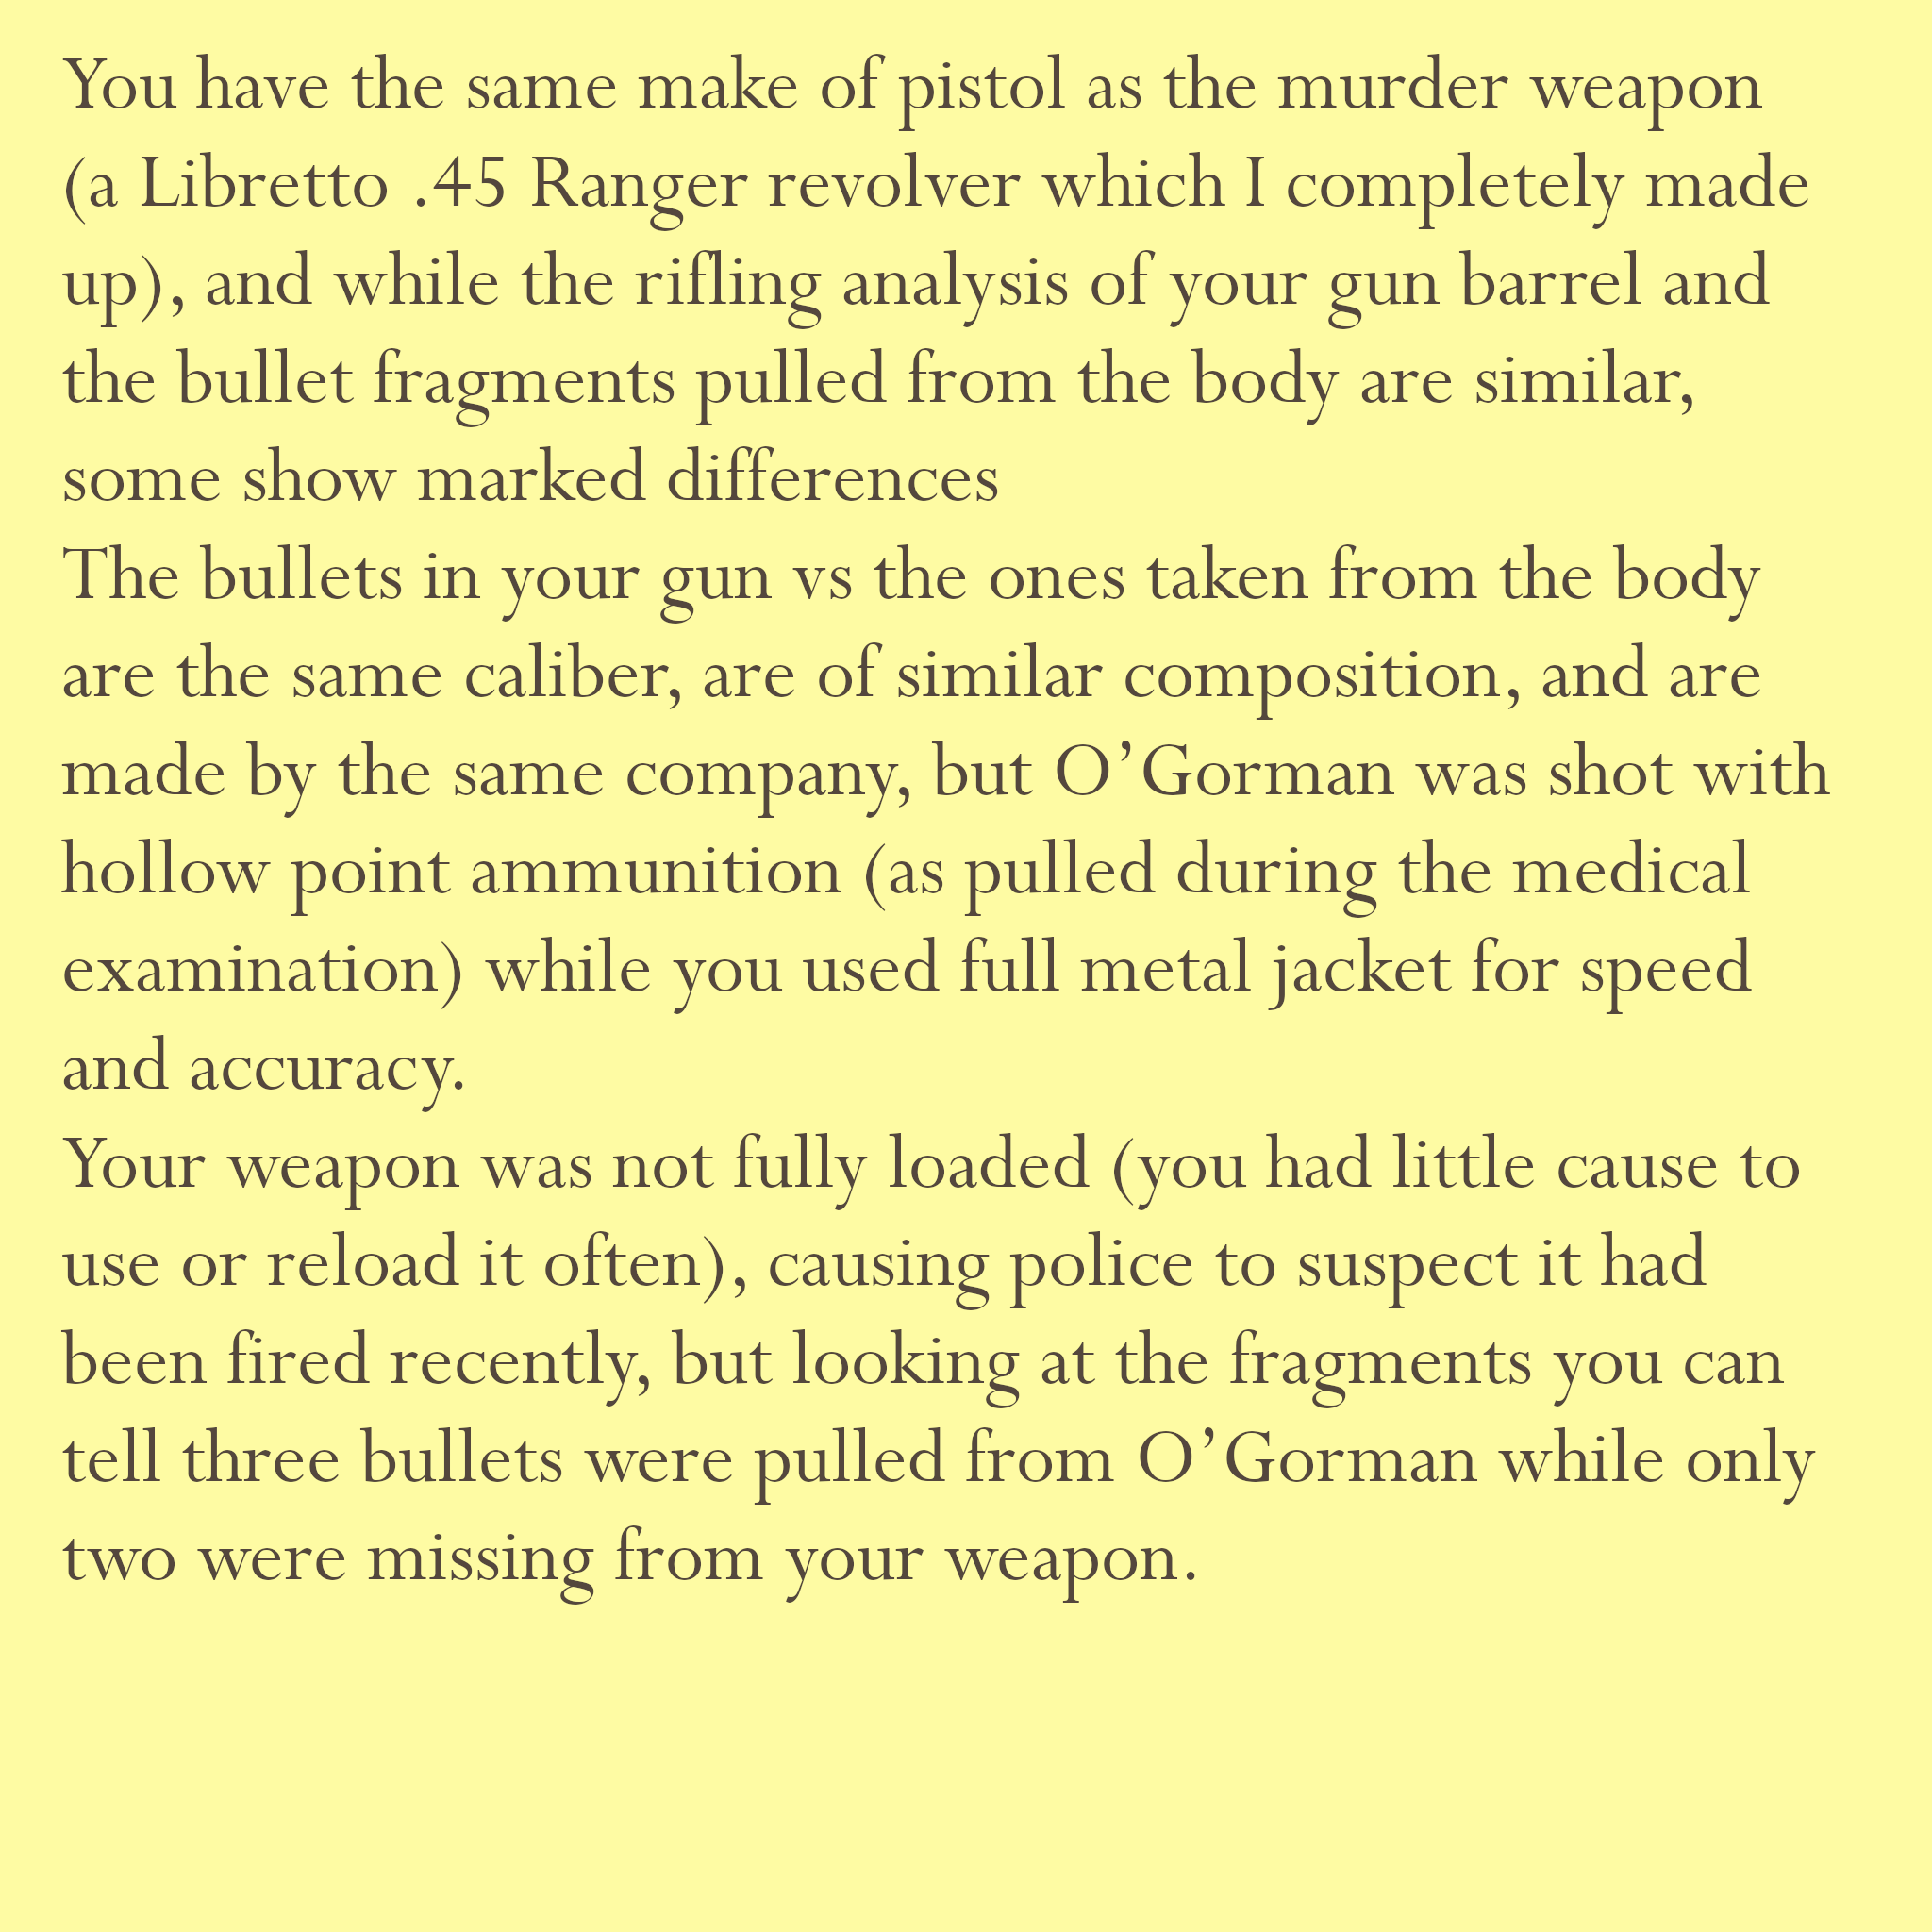 You have the same make of pistol as the murder weapon
(a Libretto .45 Ranger revolver which I completely made
up), and while the rifling analysis of your gun barrel and
the bullet fragments pulled from the body are similar,
some show marked differences
The bullets in your gun vs the ones taken from the body
are the same caliber, are of similar composition, and are
made by the same company, but O’Gorman was shot with
hollow point ammunition (as pulled during the medical
examination) while you used full metal jacket for speed
and accuracy.
Your weapon was not fully loaded (you had little cause to
use or reload it often), causing police to suspect it had
been fired recently, but looking at the fragments you can
tell three bullets were pulled from O’Gorman while only
two were missing from your weapon.